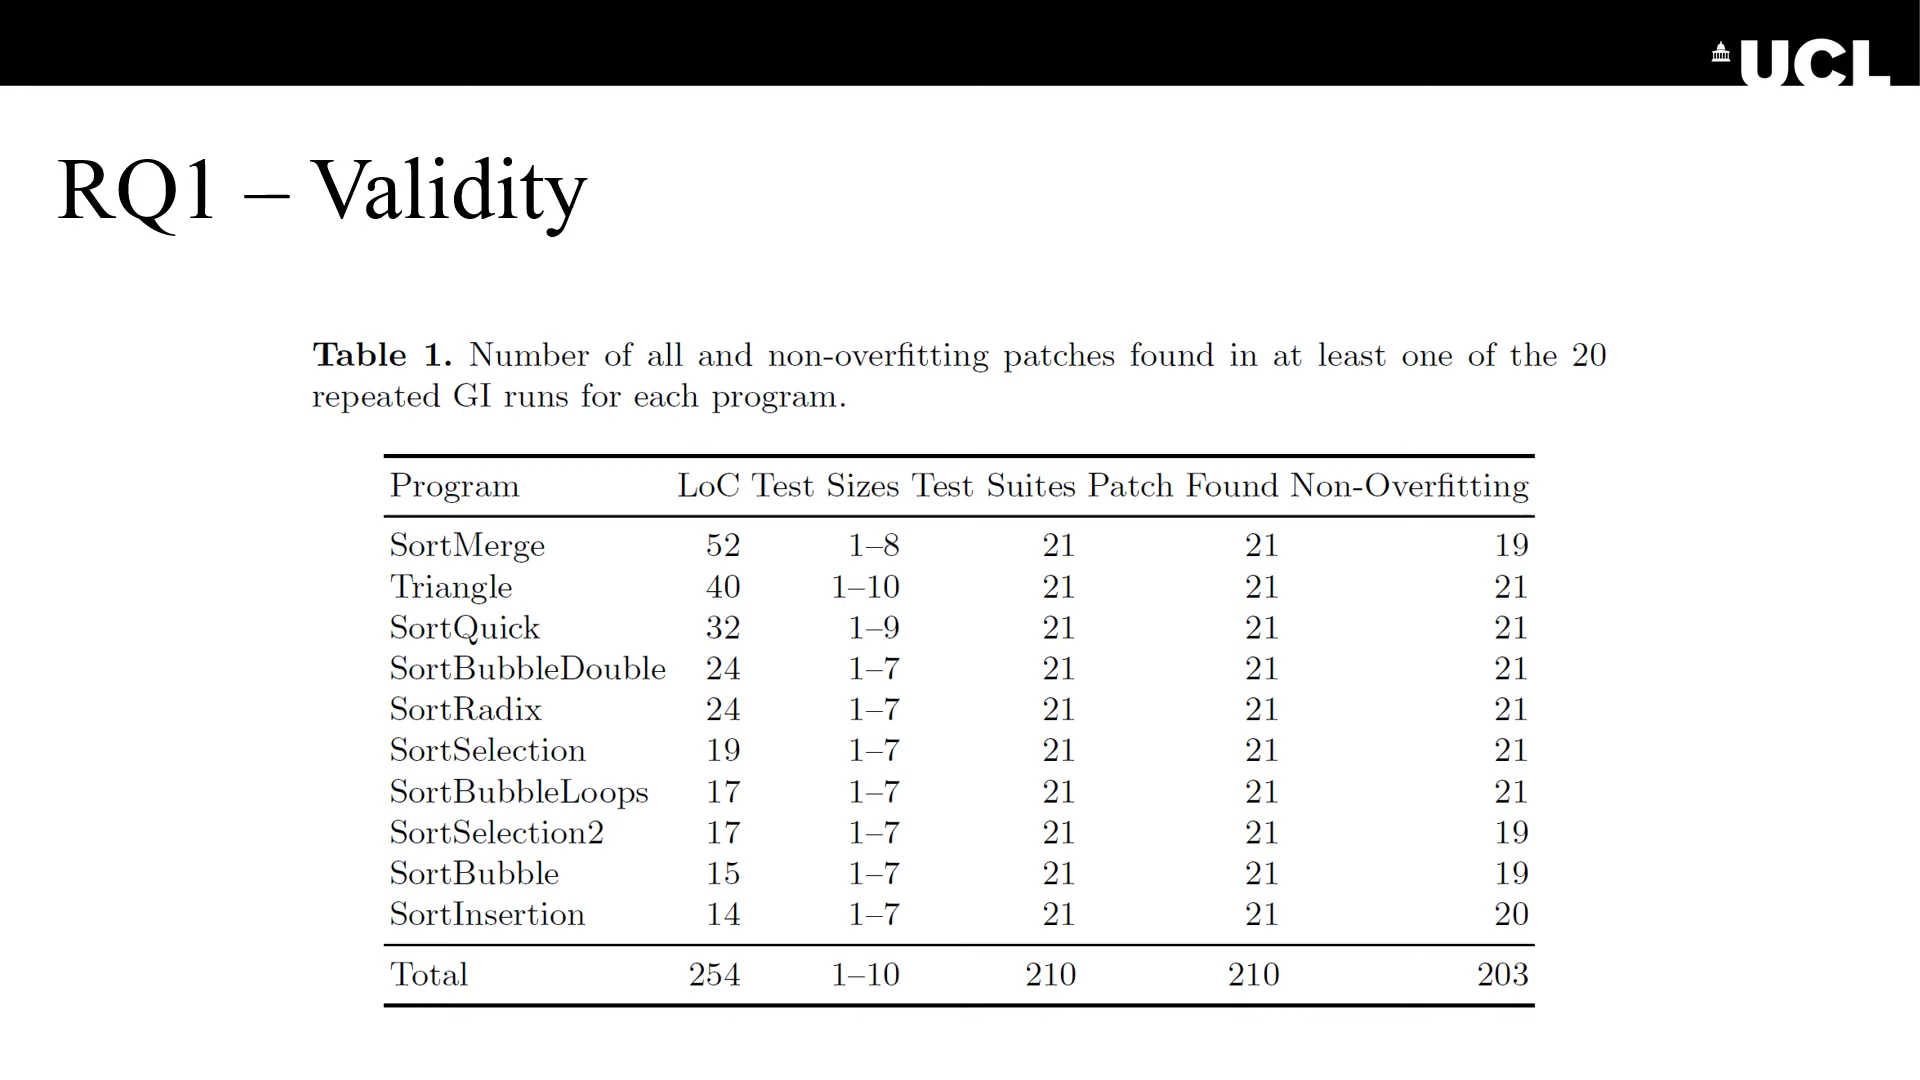 UCL
RQ1 – Validity
Table 1. Number of all and non-overfitting patches found in at least one of the 20
repeated GI runs for each program.
Program LoC Test Sizes Test Suites Patch Found Non-Overfitting
SortMerge 52 1–8 21 21 19
Triangle 40 1–10 21 21 21
SortQuick 32 1–9 21 21 21
SortBubbleDouble 24 1–7 21 21 21
SortRadix 24 1–7 21 21 21
SortSelection 19 1–7 21 21 21
SortBubbleLoops 17 1–7 21 21 21
SortSelection2 17 1–7 21 21 19
SortBubble 15 1–7 21 21 19
SortInsertion 14 1–7 21 21 20
Total 254 1–10 210 210 203